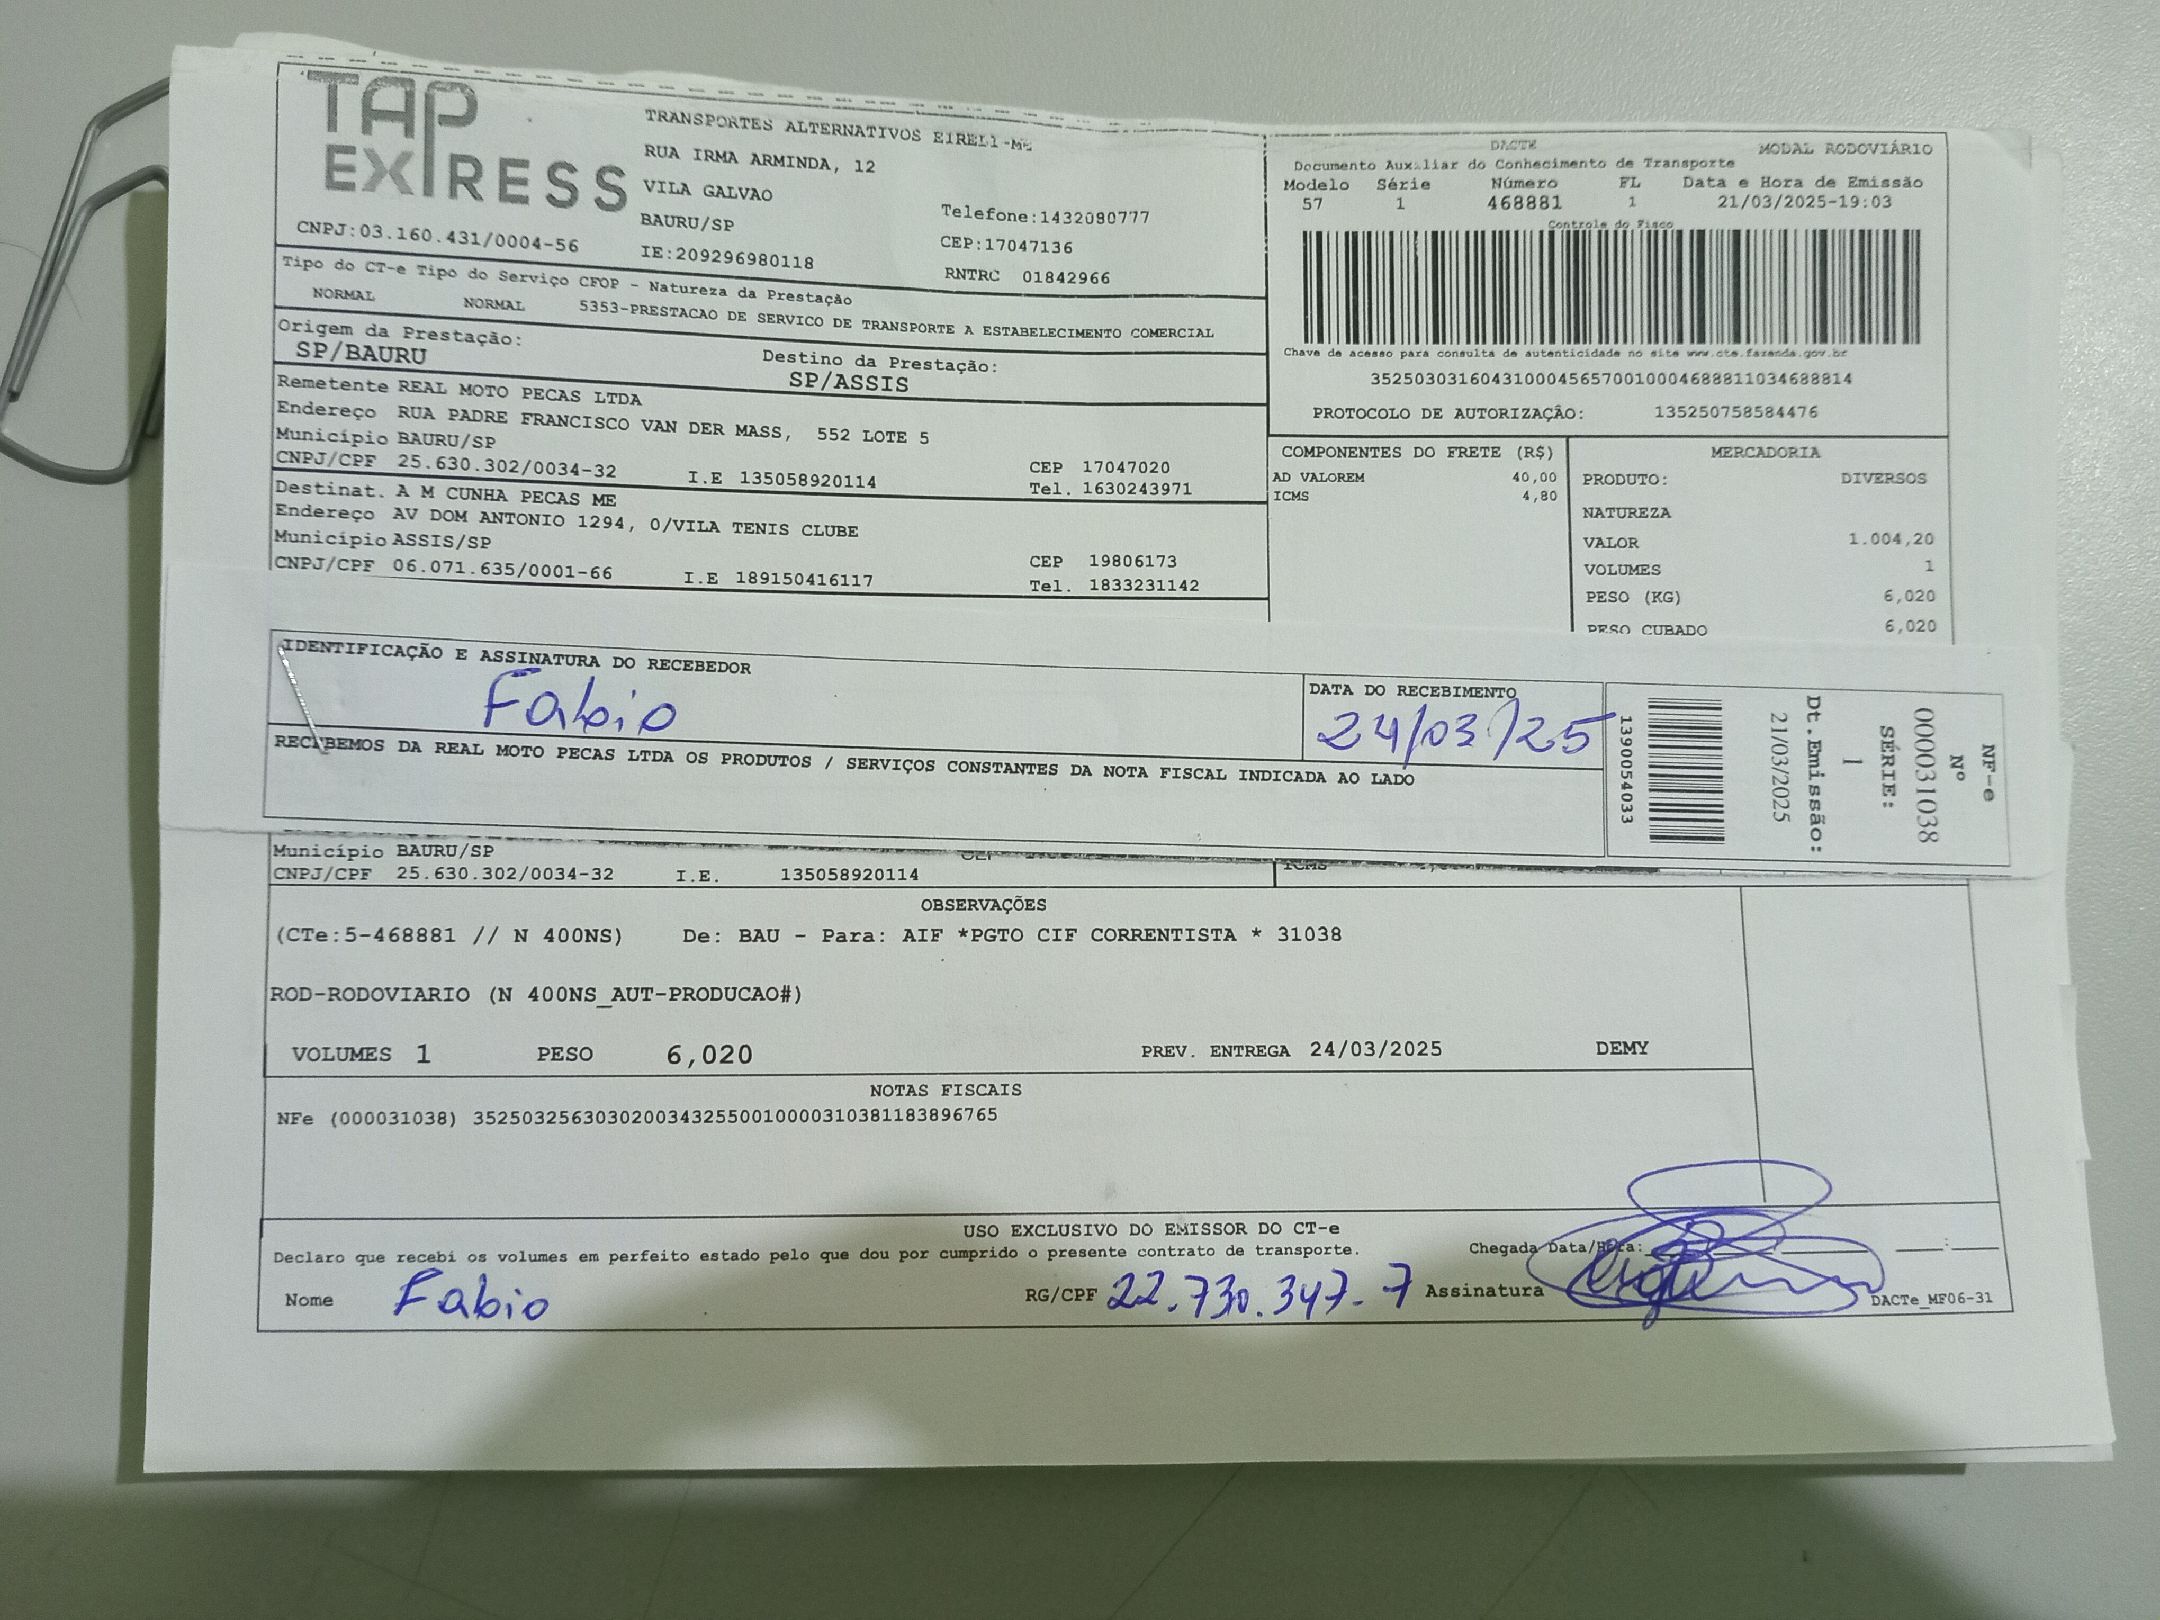 TAP EXPRESS
TRANSPORTES ALTERNATIVOS EIRELI-ME
RUA IRMA ARMINDA, 12
VILA GALVAO
BAURU/SP
Telefone:1432080777
CNPJ:03.160.431/0004-56
IE:209296980118
CEP:17047136
RNTRC 01842966
DACTE
MODAL RODOVIÁRIO
Documento Auxiliar do Conhecimento de Transporte
Modelo Série Número FL Data e Hora de Emissão
57 1 468881 1 21/03/2025-19:03
Controle do Fisco
Chave de acesso para consulta de autenticidade no site www.cte.fazenda.gov.br
35250303160431000456570010004688811034688814
PROTOCOLO DE AUTORIZAÇÃO: 135250758584476
Tipo do CT-e Tipo do Serviço CFOP - Natureza da Prestação
NORMAL NORMAL 5353-PRESTACAO DE SERVICO DE TRANSPORTE A ESTABELECIMENTO COMERCIAL
Origem da Prestação:
SP/BAURU
Destino da Prestação:
SP/ASSIS
Remetente REAL MOTO PECAS LTDA
Endereço RUA PADRE FRANCISCO VAN DER MASS, 552 LOTE 5
Município BAURU/SP
CEP 17047020
CNPJ/CPF 25.630.302/0034-32 I.E 135058920114 Tel. 1630243971
Destinat. A M CUNHA PECAS ME
Endereço AV DOM ANTONIO 1294, 0/VILA TENIS CLUBE
Município ASSIS/SP
CEP 19806173
CNPJ/CPF 06.071.635/0001-66 I.E 189150416117 Tel. 1833231142
COMPONENTES DO FRETE (R$)
AD VALOREM 40,00
ICMS 4,80
MERCADORIA
PRODUTO: DIVERSOS
NATUREZA
VALOR 1.004,20
VOLUMES 1
PESO (KG) 6,020
PESO CUBADO 6,020
IDENTIFICAÇÃO E ASSINATURA DO RECEBEDOR
Fabio
DATA DO RECEBIMENTO
24/03/25
RECEBEMOS DA REAL MOTO PECAS LTDA OS PRODUTOS / SERVIÇOS CONSTANTES DA NOTA FISCAL INDICADA AO LADO
1390054033
NF-e
Nº
000031038
SÉRIE:
1
Dt.Emissão:
21/03/2025
Município BAURU/SP
CNPJ/CPF 25.630.302/0034-32 I.E. 135058920114
ICMS
OBSERVAÇÕES
(CTe:5-468881 // N 400NS) De: BAU - Para: AIF *PGTO CIF CORRENTISTA * 31038
ROD-RODOVIARIO (N 400NS_AUT-PRODUCAO#)
VOLUMES 1 PESO 6,020 PREV. ENTREGA 24/03/2025 DEMY
NOTAS FISCAIS
NFe (000031038) 35250325630302003432550010000310381183896765
USO EXCLUSIVO DO EMISSOR DO CT-e
Declaro que recebi os volumes em perfeito estado pelo que dou por cumprido o presente contrato de transporte. Chegada Data/Hora:
Nome Fabio RG/CPF 22.730.347-7 Assinatura
DACTe_MF06-31